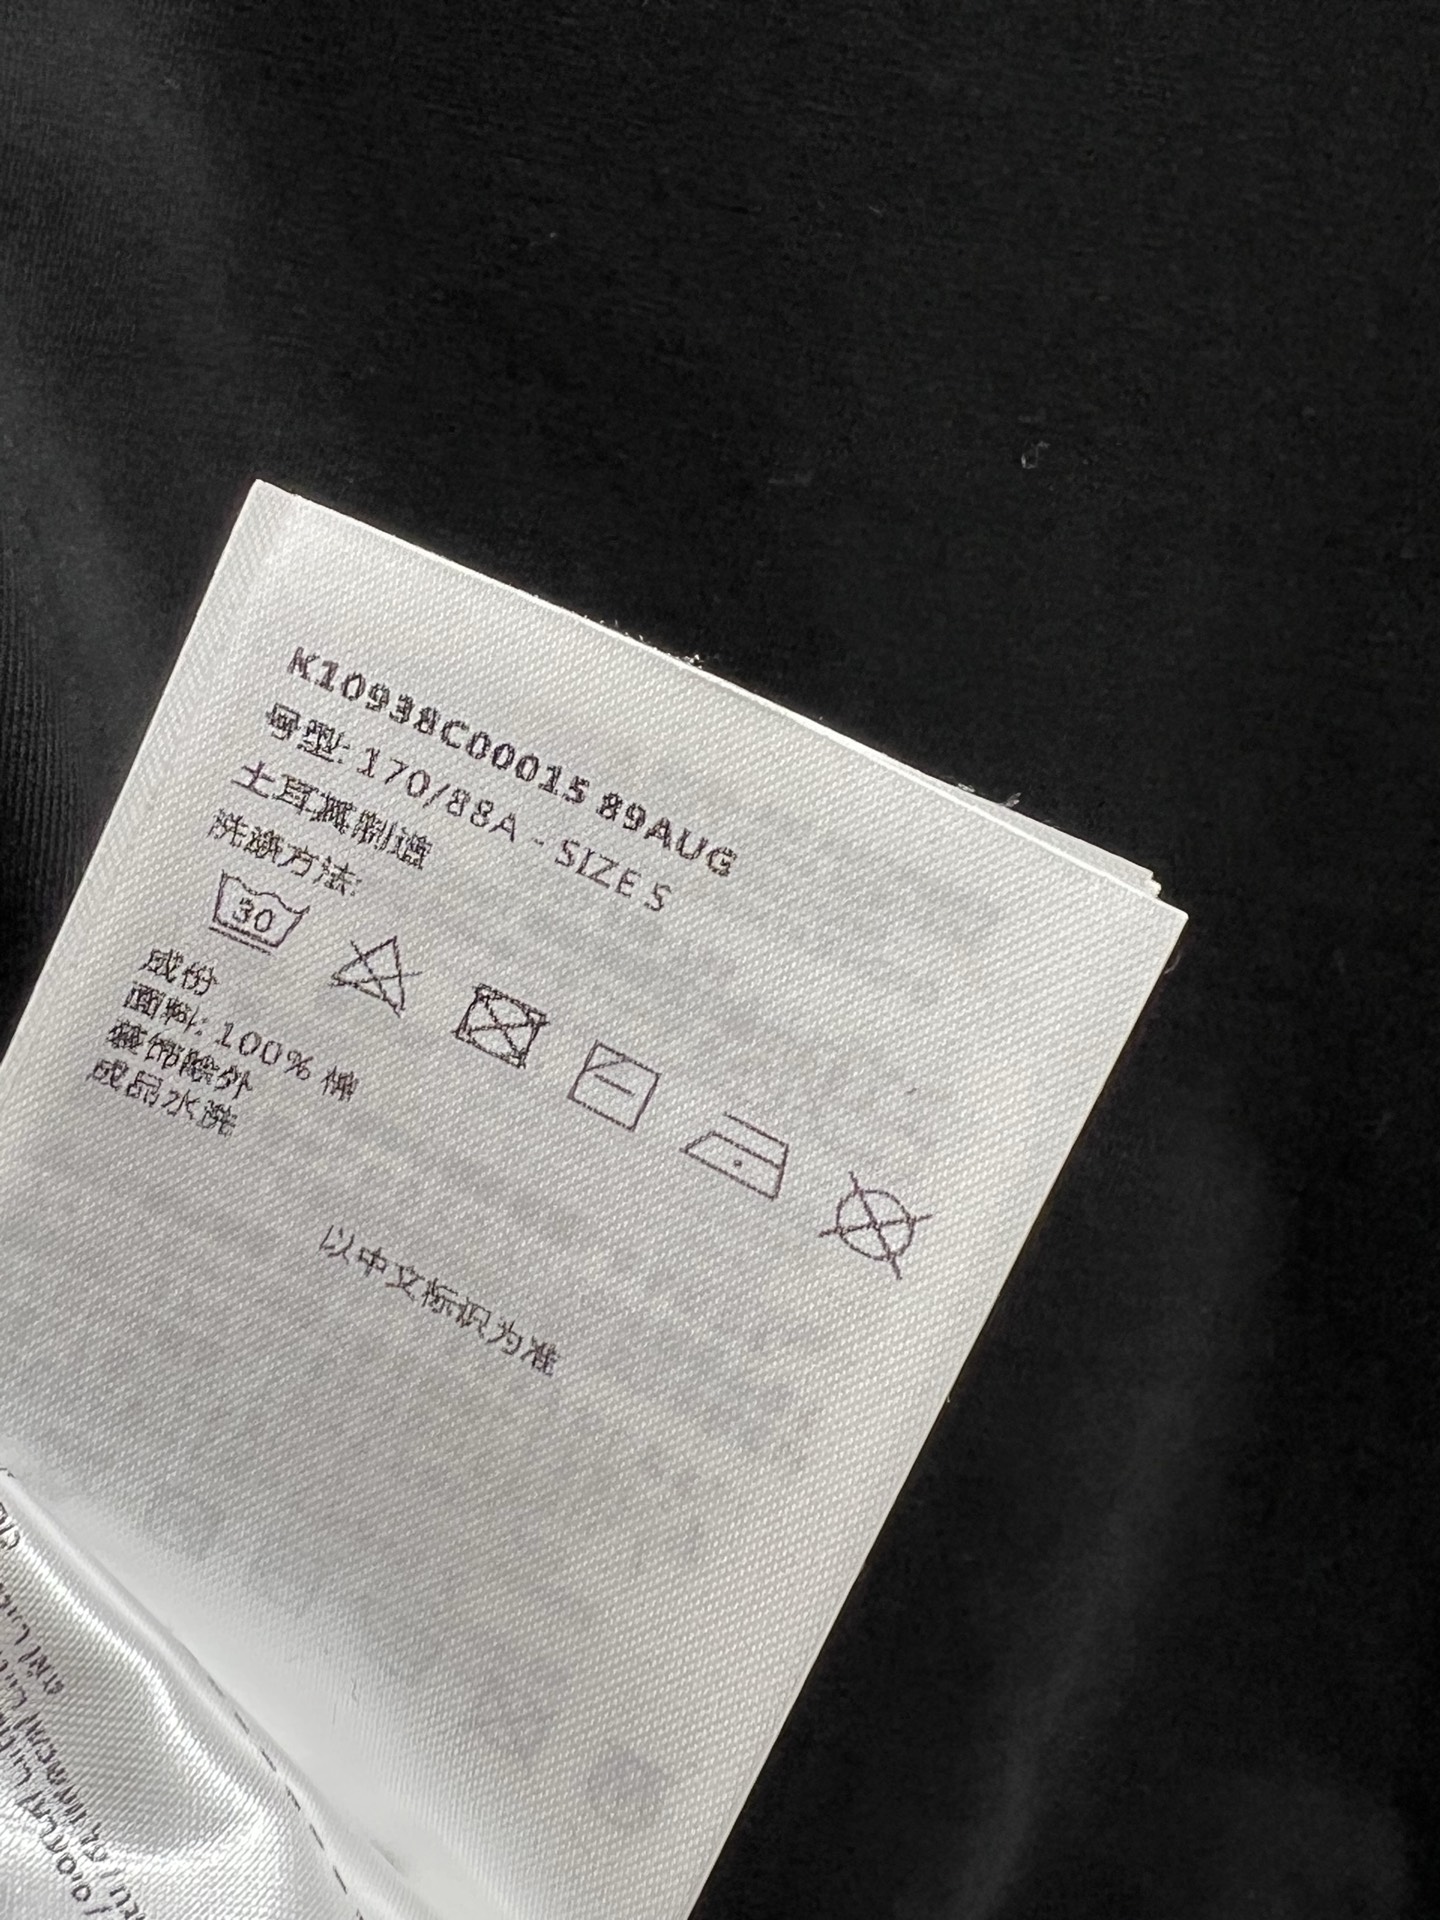 K10938C00015 89AUG
号型: 170/88A - SIZE S
土耳其制造
洗涤方法:
30
成份
面料: 100% 棉
装饰除外
成品水洗
以中文标识为准